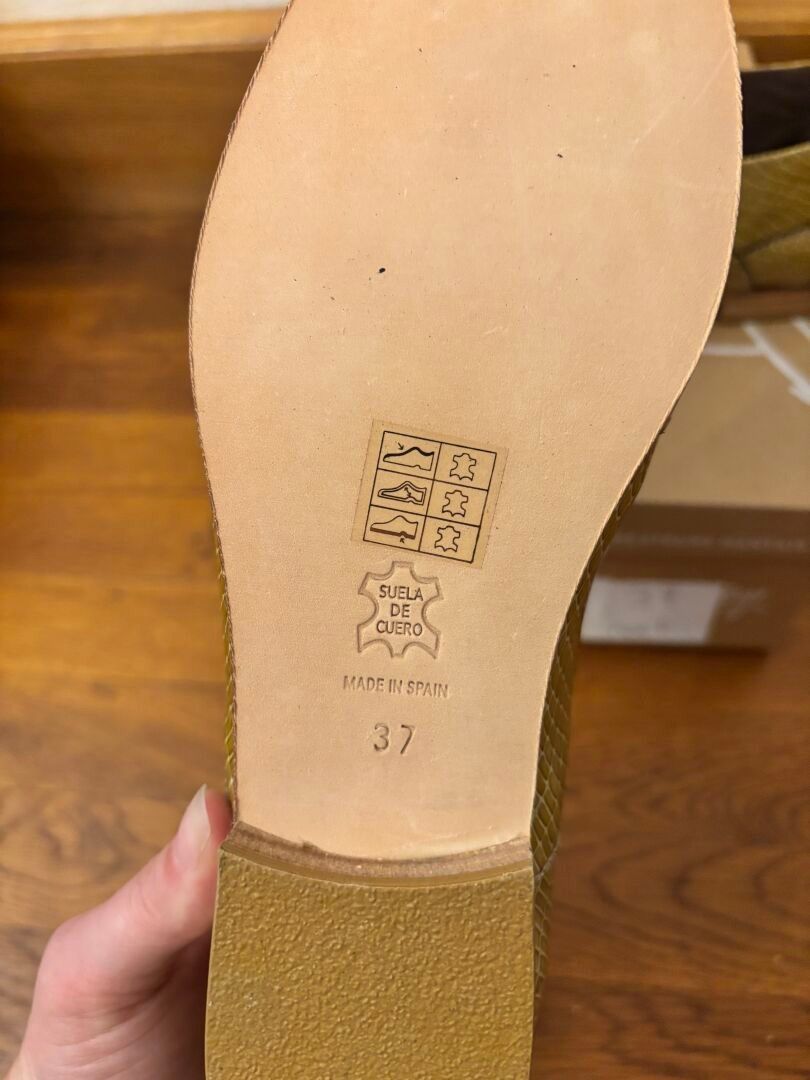 SUELA
DE
CUERO
MADE IN SPAIN
37